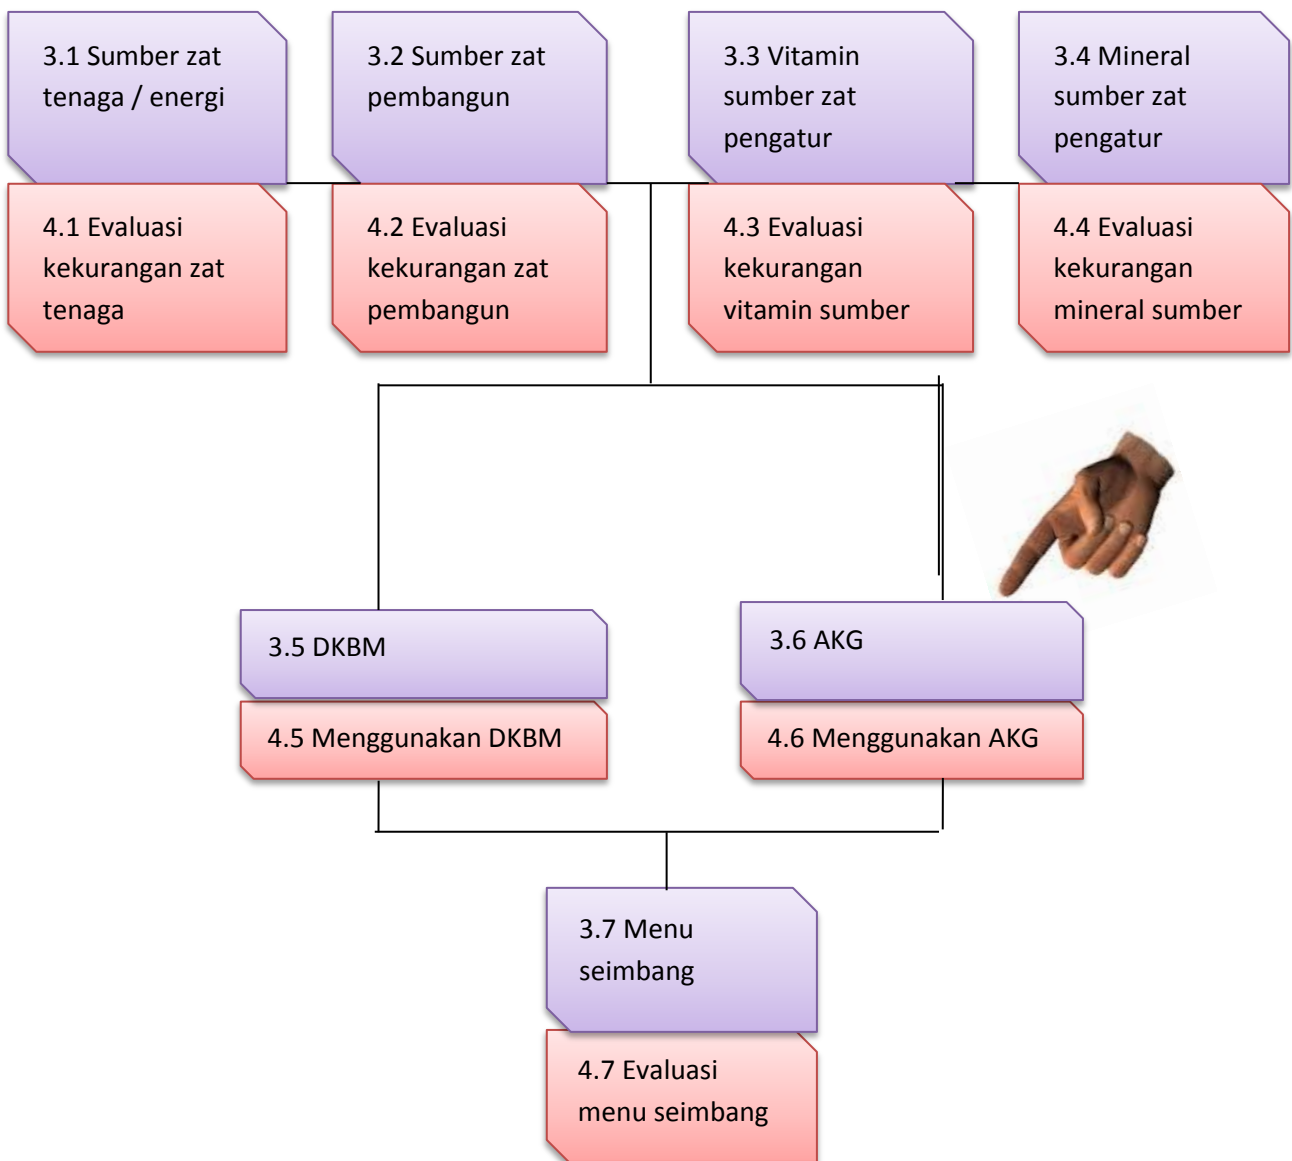 3.1 Sumber zat
tenaga / energi
3.2 Sumber zat
pembangun
3.3 Vitamin
sumber zat
pengatur
3.4 Mineral
sumber zat
pengatur
4.1 Evaluasi
kekurangan zat
tenaga
4.2 Evaluasi
kekurangan zat
pembangun
4.3 Evaluasi
kekurangan
vitamin sumber
4.4 Evaluasi
kekurangan
mineral sumber
3.5 DKBM
3.6 AKG
4.5 Menggunakan DKBM
4.6 Menggunakan AKG
3.7 Menu
seimbang
4.7 Evaluasi
menu seimbang